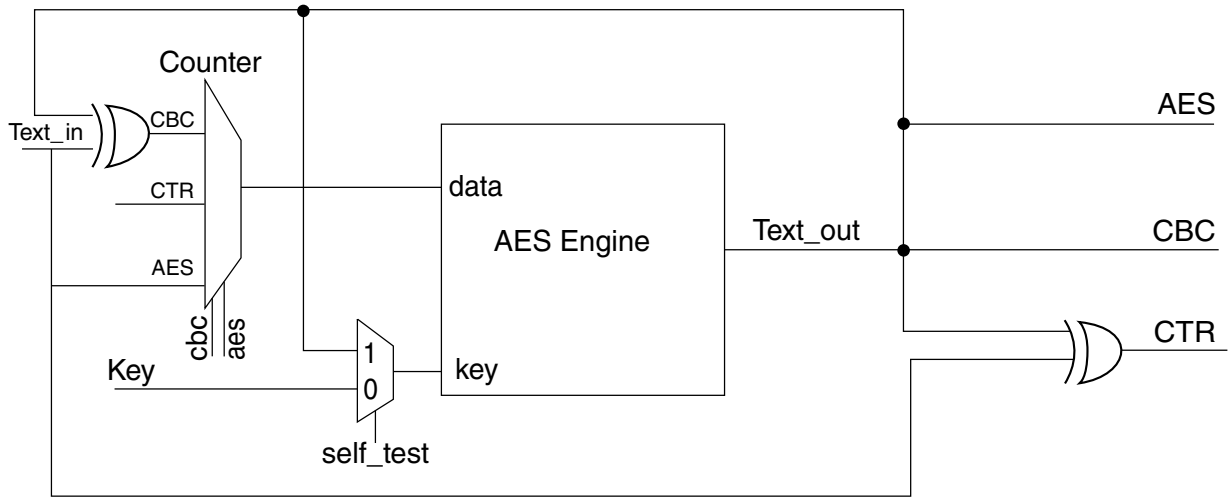 Counter
Text_in
CBC
CTR
AES
cbc
aes
Key
1
0
self_test
data
AES Engine
key
Text_out
AES
CBC
CTR